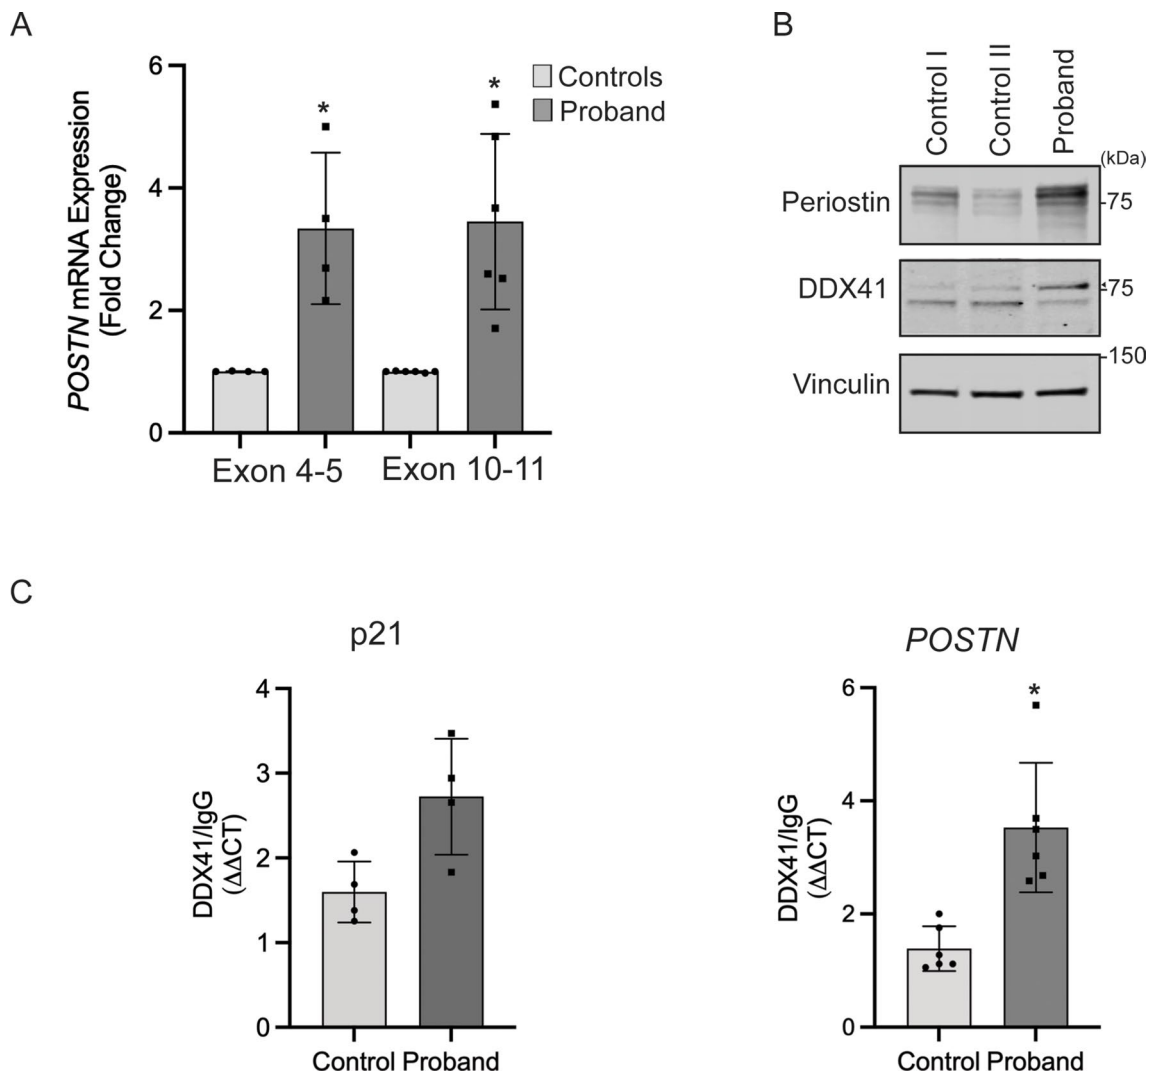 A
POSTN mRNA Expression
(Fold Change)
6
4
2
0
*
*
Controls
Proband
Exon 4-5
Exon 10-11
B
Control I
Control II
Proband
(kDa)
Periostin
75
DDX41
75
Vinculin
150
C
p21
DDX41/IgG
(ΔΔCT)
4
3
2
1
0
Control Proband
POSTN
DDX41/IgG
(ΔΔCT)
6
4
2
0
*
Control Proband